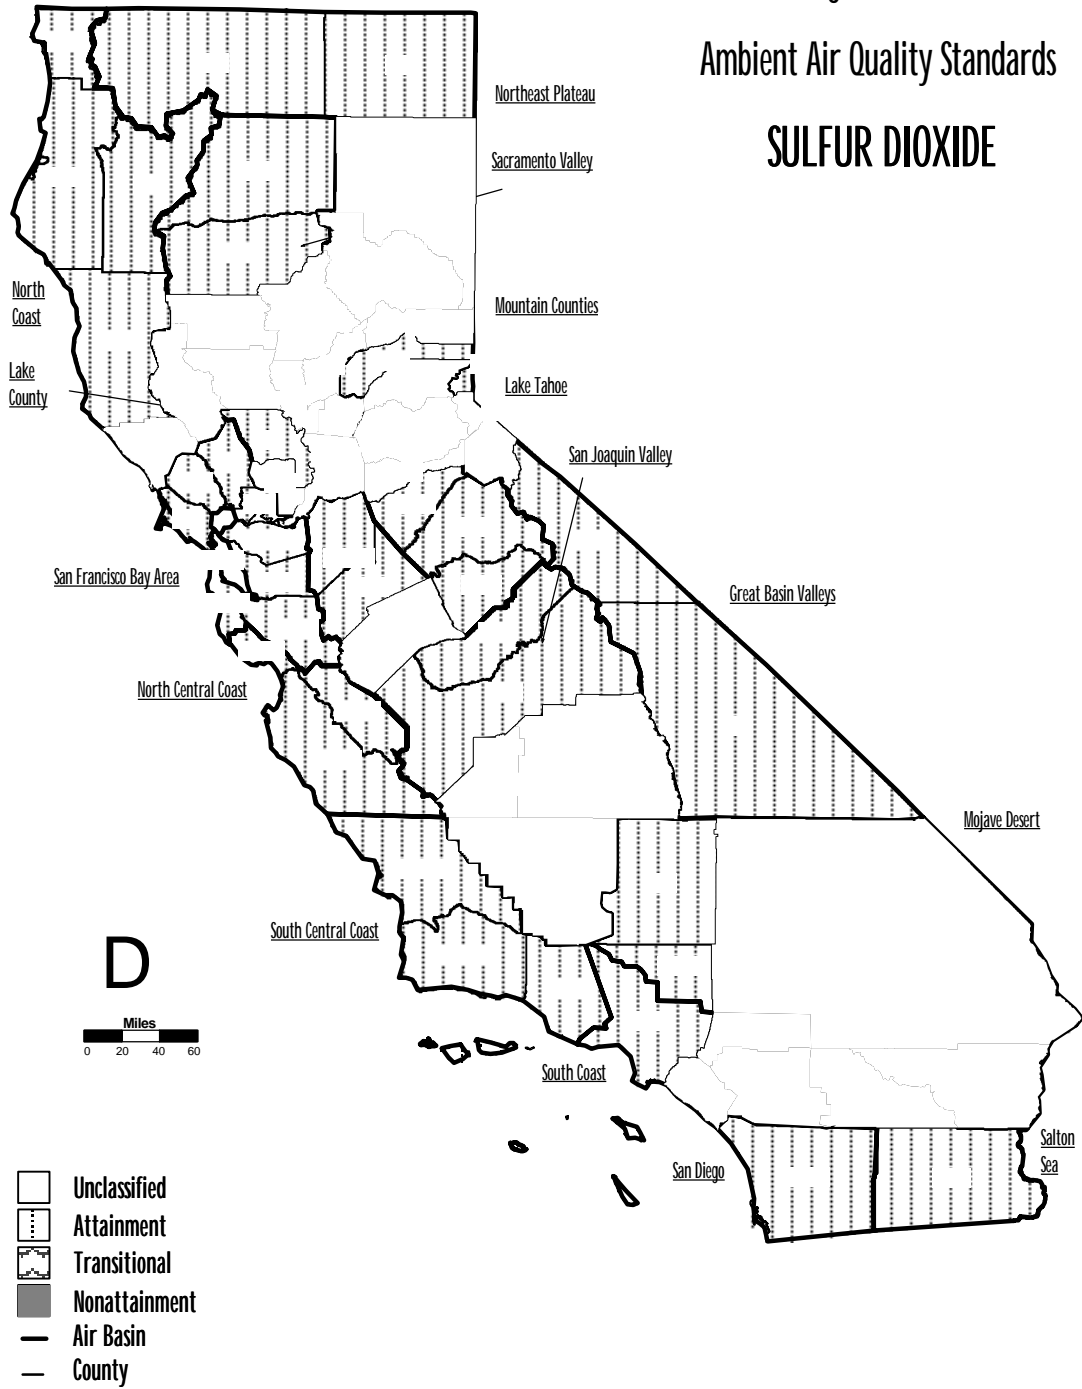 Ambient Air Quality Standards
SULFUR DIOXIDE
Northeast Plateau
Sacramento Valley
North
Coast
Mountain Counties
Lake
County
Lake Tahoe
San Joaquin Valley
San Francisco Bay Area
Great Basin Valleys
North Central Coast
Mojave Desert
South Central Coast
D
Miles
0 20 40 60
South Coast
San Diego
Salton
Sea
Unclassified
Attainment
Transitional
Nonattainment
Air Basin
County